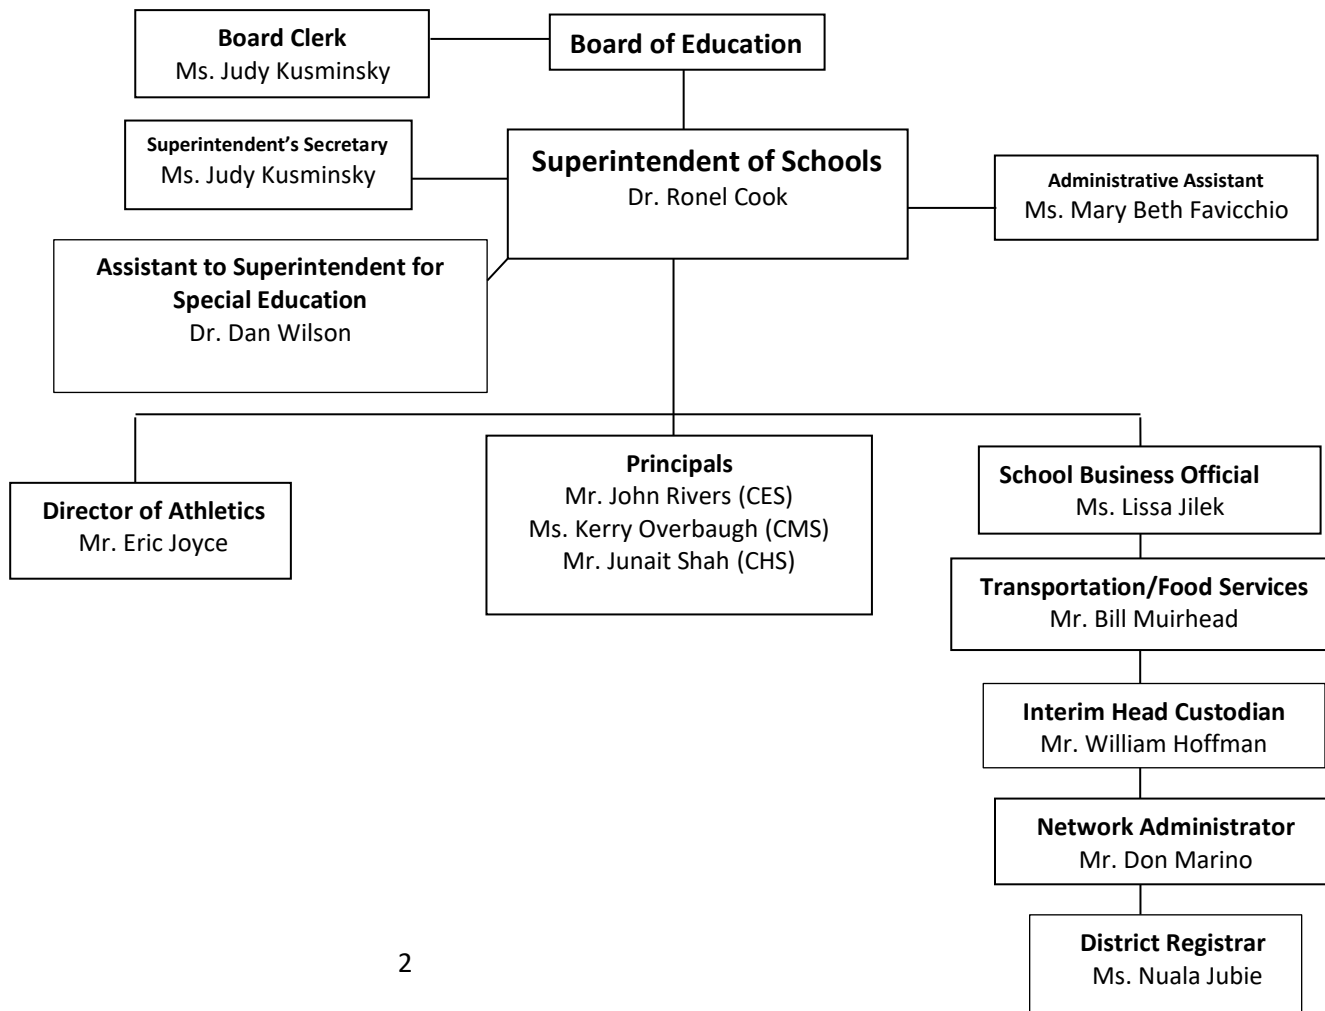 Board Clerk
Ms. Judy Kusminsky
Board of Education
Superintendent’s Secretary
Ms. Judy Kusminsky
Superintendent of Schools
Dr. Ronel Cook
Administrative Assistant
Ms. Mary Beth Favicchio
Assistant to Superintendent for
Special Education
Dr. Dan Wilson
Director of Athletics
Mr. Eric Joyce
Principals
Mr. John Rivers (CES)
Ms. Kerry Overbaugh (CMS)
Mr. Junait Shah (CHS)
School Business Official
Ms. Lissa Jilek
Transportation/Food Services
Mr. Bill Muirhead
Interim Head Custodian
Mr. William Hoffman
Network Administrator
Mr. Don Marino
District Registrar
Ms. Nuala Jubie
2